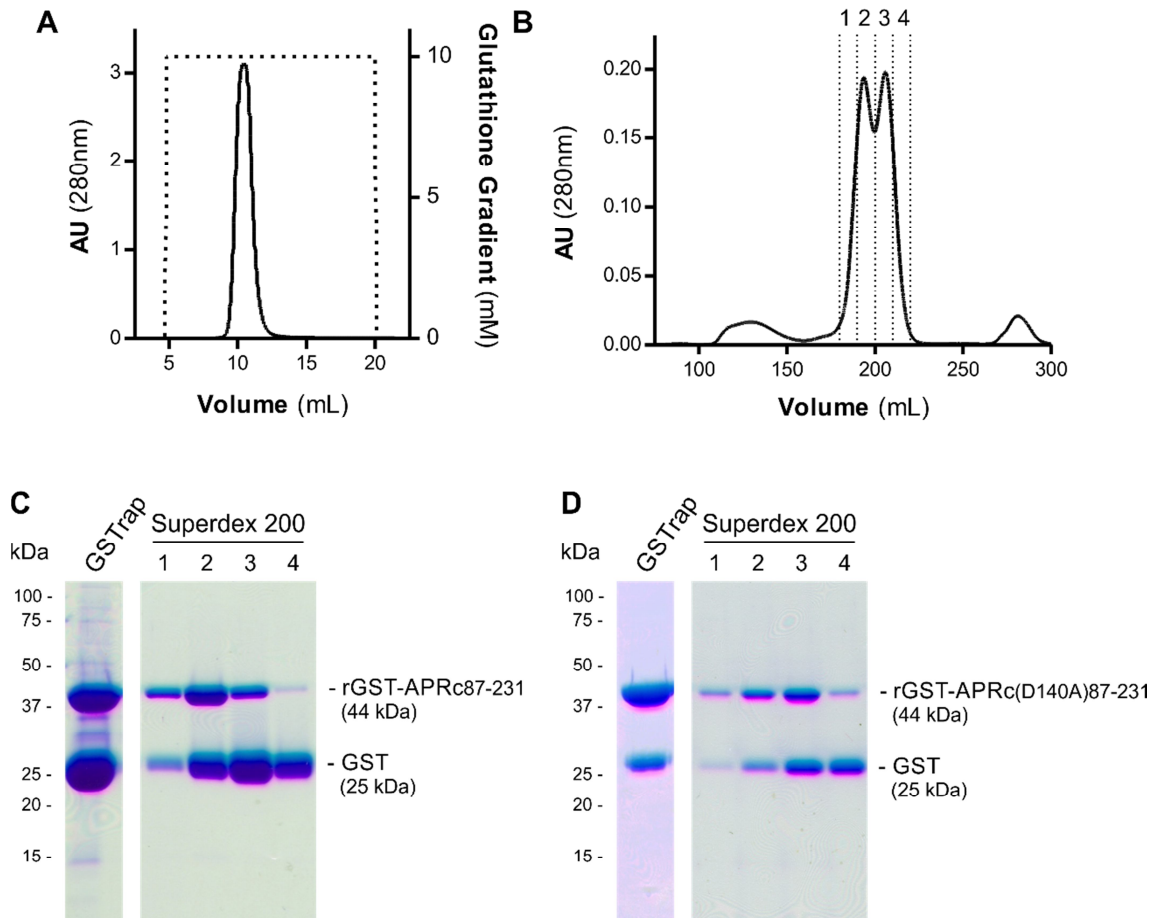 A
AU (280nm)
3
2
1
0
5
10
15
20
Volume (mL)
10
5
0
Glutathione Gradient (mM)
B
1 2 3 4
AU (280nm)
0.20
0.15
0.10
0.05
0.00
100
150
200
250
300
Volume (mL)
C
kDa
GSTrap
Superdex 200
1 2 3 4
100 -
75 -
50 -
37 -
25 -
20 -
15 -
- rGST-APRc87-231
(44 kDa)
- GST
(25 kDa)
D
kDa
GSTrap
Superdex 200
1 2 3 4
100 -
75 -
50 -
37 -
25 -
20 -
15 -
- rGST-APRc(D140A)87-231
(44 kDa)
- GST
(25 kDa)